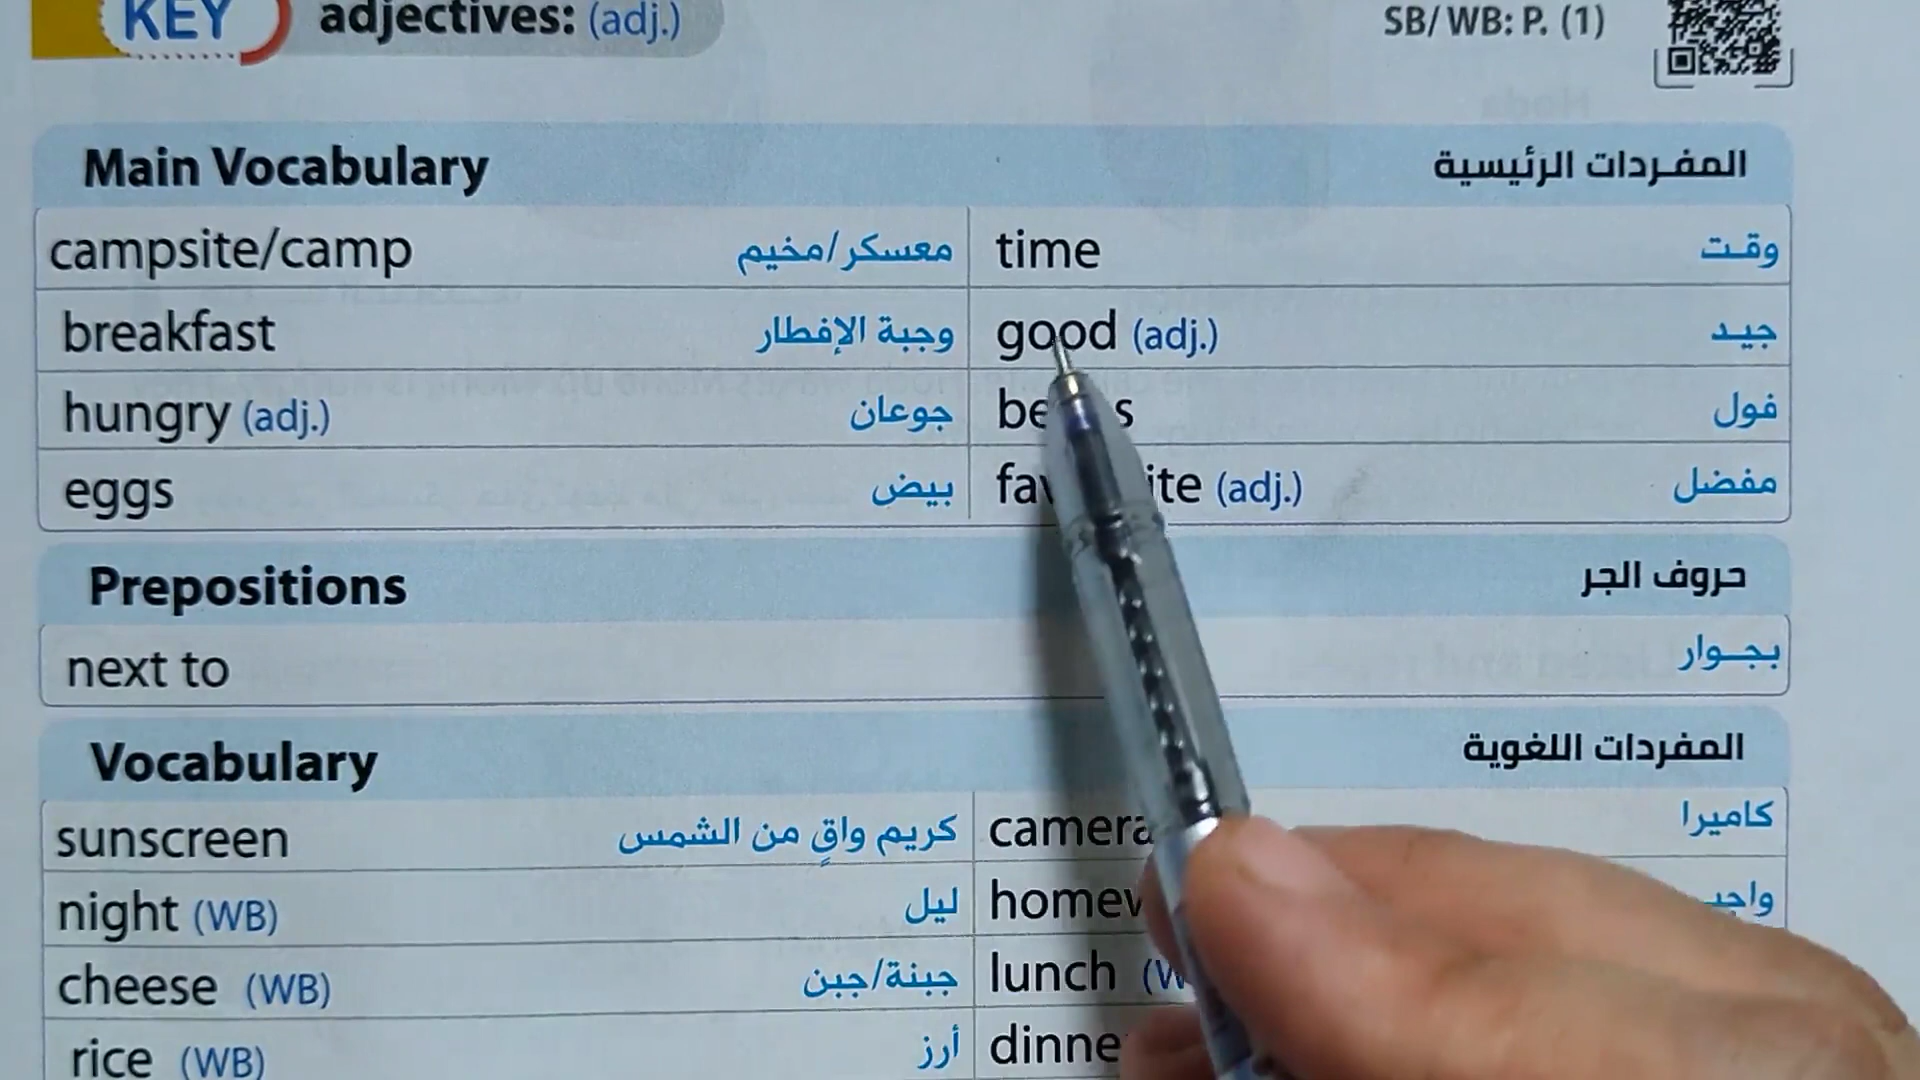 KEY adjectives: (adj.) SB/ WB: P. (1)
Main Vocabulary المفردات الرئيسية
campsite/camp معسكر/مخيم time وقت
breakfast وجبة الإفطار good (adj.) جيد
hungry (adj.) جوعان فول
eggs بيض (adj.) مفضل
Prepositions حروف الجر
next to بجوار
Vocabulary المفردات اللغوية
sunscreen كريم واقٍ من الشمس camera كاميرا
night (WB) ليل
cheese (WB) جبنة/جبن lunch
rice (WB) أرز